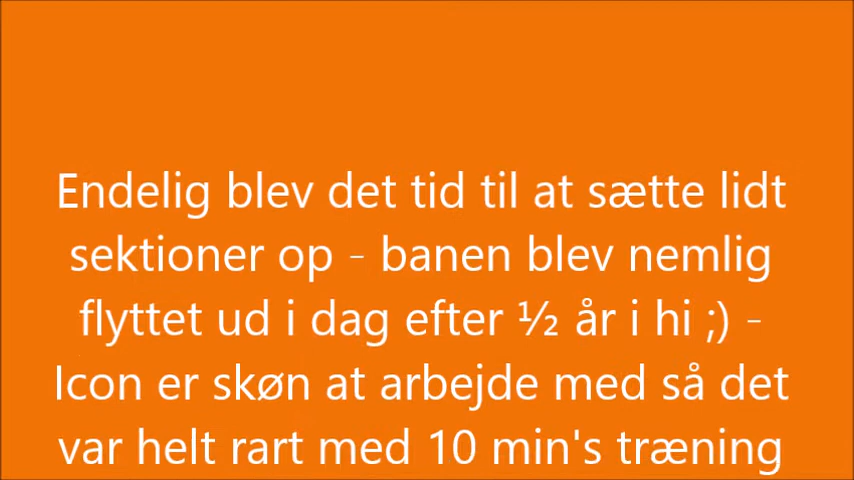 Endelig blev det tid til at sætte lidt
sektioner op - banen blev nemlig
flyttet ud i dag efter ½ år i hi ;) -
Icon er skøn at arbejde med så det
var helt rart med 10 min's træning